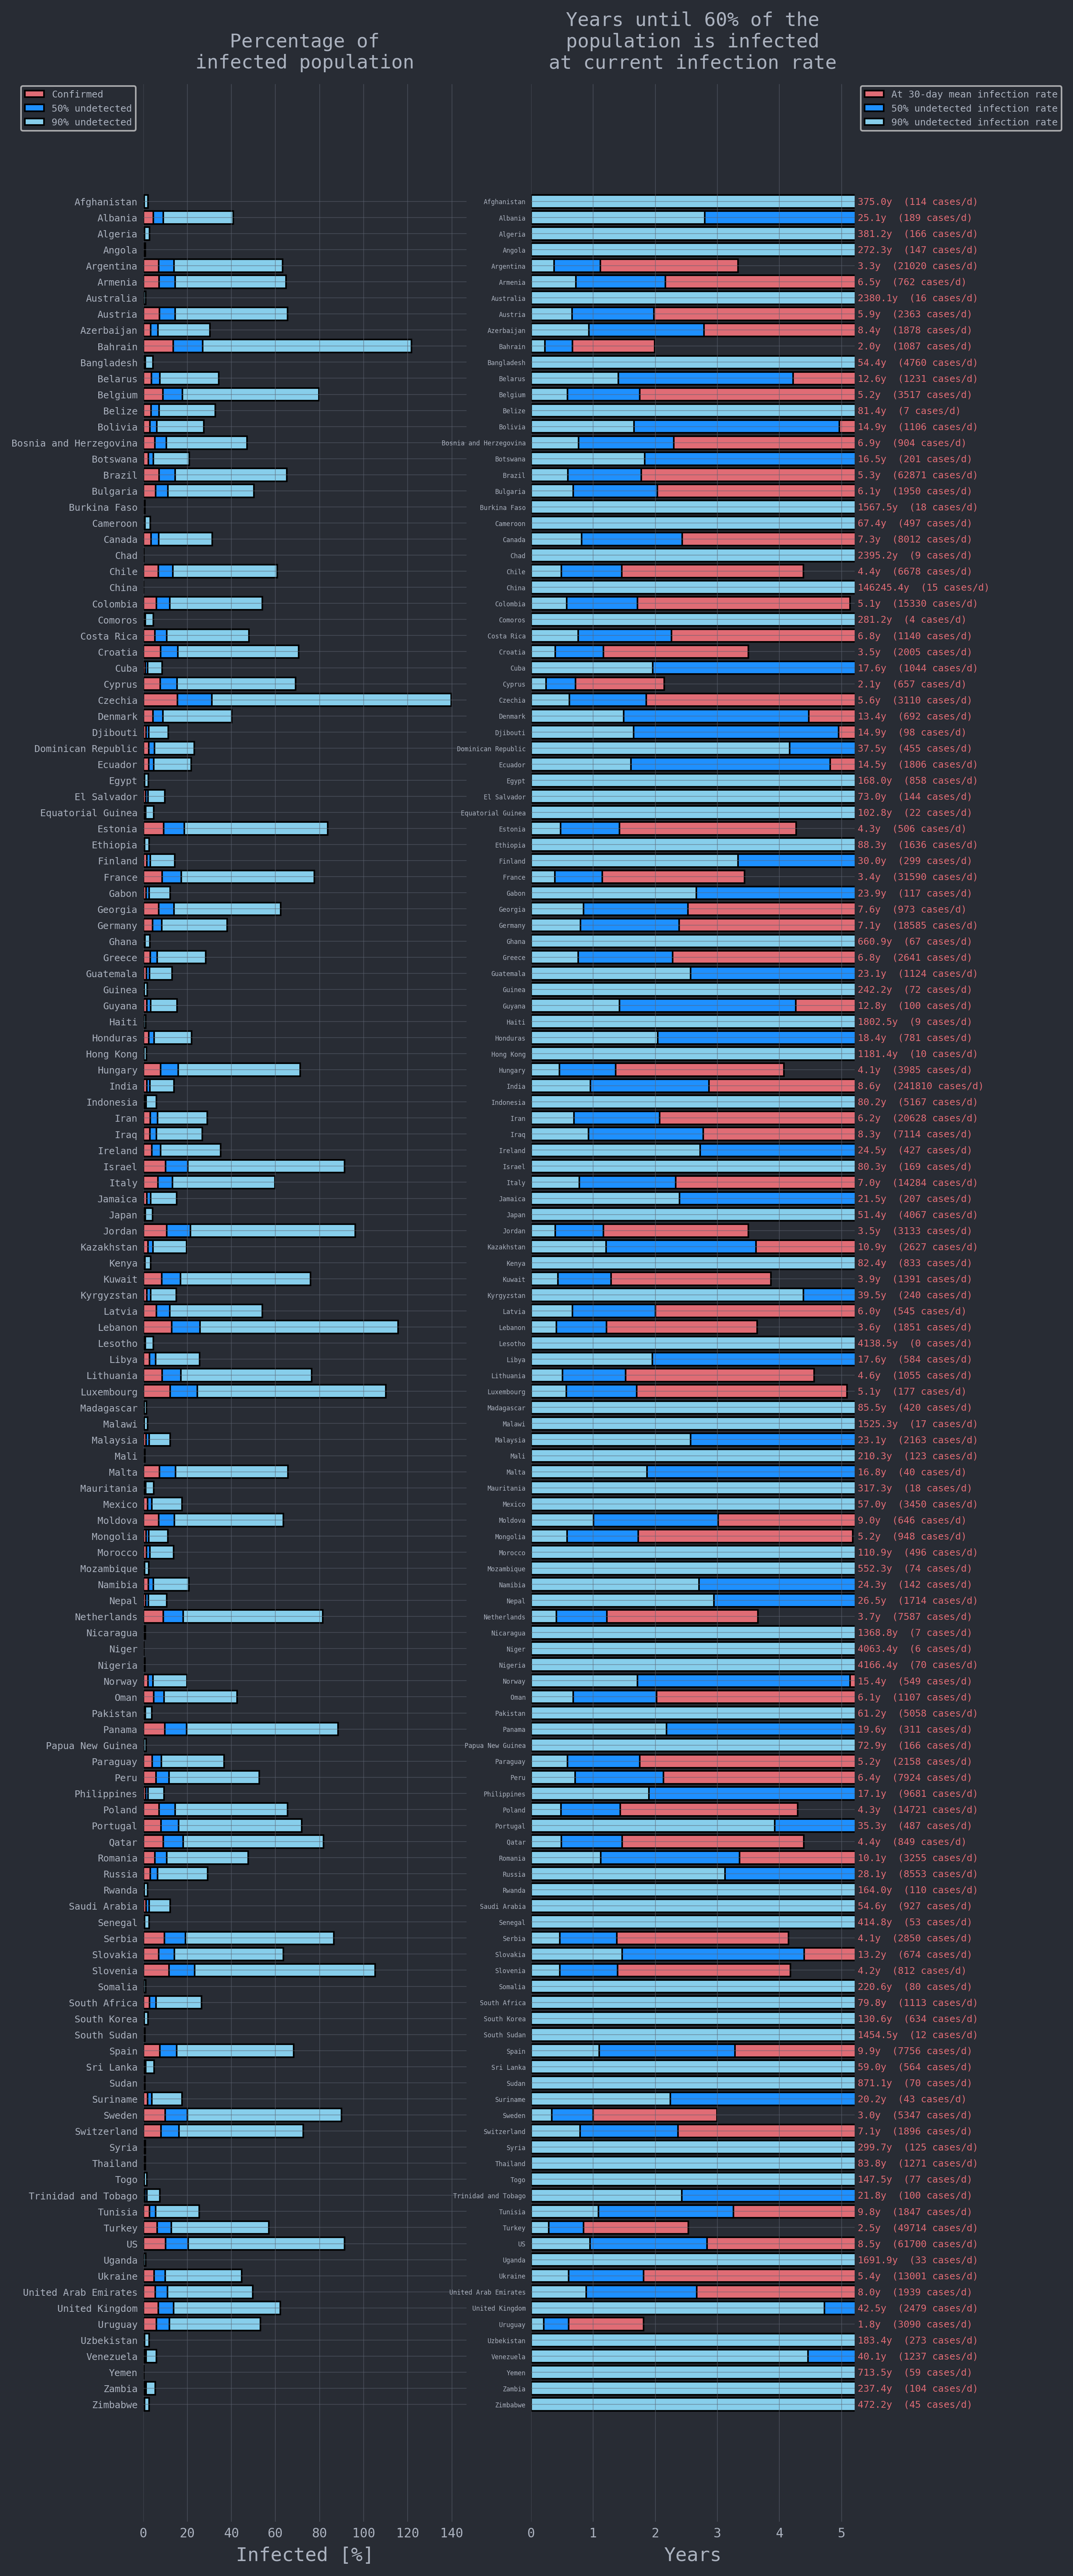 Percentage of
infected population
Years until 60% of the
population is infected
at current infection rate
Confirmed
50% undetected
90% undetected
At 30-day mean infection rate
50% undetected infection rate
90% undetected infection rate
Afghanistan Afghanistan 375.0y (114 cases/d)
Albania Albania 25.1y (189 cases/d)
Algeria Algeria 381.2y (166 cases/d)
Angola Angola 272.3y (147 cases/d)
Argentina Argentina 3.3y (21020 cases/d)
Armenia Armenia 6.5y (762 cases/d)
Australia Australia 2380.1y (16 cases/d)
Austria Austria 5.9y (2363 cases/d)
Azerbaijan Azerbaijan 8.4y (1878 cases/d)
Bahrain Bahrain 2.0y (1087 cases/d)
Bangladesh Bangladesh 54.4y (4760 cases/d)
Belarus Belarus 12.6y (1231 cases/d)
Belgium Belgium 5.2y (3517 cases/d)
Belize Belize 81.4y (7 cases/d)
Bolivia Bolivia 14.9y (1106 cases/d)
Bosnia and Herzegovina Bosnia and Herzegovina 6.9y (904 cases/d)
Botswana Botswana 16.5y (201 cases/d)
Brazil Brazil 5.3y (62871 cases/d)
Bulgaria Bulgaria 6.1y (1950 cases/d)
Burkina Faso Burkina Faso 1567.5y (18 cases/d)
Cameroon Cameroon 67.4y (497 cases/d)
Canada Canada 7.3y (8012 cases/d)
Chad Chad 2395.2y (9 cases/d)
Chile Chile 4.4y (6678 cases/d)
China China 146245.4y (15 cases/d)
Colombia Colombia 5.1y (15330 cases/d)
Comoros Comoros 281.2y (4 cases/d)
Costa Rica Costa Rica 6.8y (1140 cases/d)
Croatia Croatia 3.5y (2005 cases/d)
Cuba Cuba 17.6y (1044 cases/d)
Cyprus Cyprus 2.1y (657 cases/d)
Czechia Czechia 5.6y (3110 cases/d)
Denmark Denmark 13.4y (692 cases/d)
Djibouti Djibouti 14.9y (98 cases/d)
Dominican Republic Dominican Republic 37.5y (455 cases/d)
Ecuador Ecuador 14.5y (1806 cases/d)
Egypt Egypt 168.0y (858 cases/d)
El Salvador El Salvador 73.0y (144 cases/d)
Equatorial Guinea Equatorial Guinea 102.8y (22 cases/d)
Estonia Estonia 4.3y (506 cases/d)
Ethiopia Ethiopia 88.3y (1636 cases/d)
Finland Finland 30.0y (299 cases/d)
France France 3.4y (31590 cases/d)
Gabon Gabon 23.9y (117 cases/d)
Georgia Georgia 7.6y (973 cases/d)
Germany Germany 7.1y (18585 cases/d)
Ghana Ghana 660.9y (67 cases/d)
Greece Greece 6.8y (2641 cases/d)
Guatemala Guatemala 23.1y (1124 cases/d)
Guinea Guinea 242.2y (72 cases/d)
Guyana Guyana 12.8y (100 cases/d)
Haiti Haiti 1802.5y (9 cases/d)
Honduras Honduras 18.4y (781 cases/d)
Hong Kong Hong Kong 1181.4y (10 cases/d)
Hungary Hungary 4.1y (3985 cases/d)
India India 8.6y (241810 cases/d)
Indonesia Indonesia 80.2y (5167 cases/d)
Iran Iran 6.2y (20628 cases/d)
Iraq Iraq 8.3y (7114 cases/d)
Ireland Ireland 24.5y (427 cases/d)
Israel Israel 80.3y (169 cases/d)
Italy Italy 7.0y (14284 cases/d)
Jamaica Jamaica 21.5y (207 cases/d)
Japan Japan 51.4y (4067 cases/d)
Jordan Jordan 3.5y (3133 cases/d)
Kazakhstan Kazakhstan 10.9y (2627 cases/d)
Kenya Kenya 82.4y (833 cases/d)
Kuwait Kuwait 3.9y (1391 cases/d)
Kyrgyzstan Kyrgyzstan 39.5y (240 cases/d)
Latvia Latvia 6.0y (545 cases/d)
Lebanon Lebanon 3.6y (1851 cases/d)
Lesotho Lesotho 4138.5y (0 cases/d)
Libya Libya 17.6y (584 cases/d)
Lithuania Lithuania 4.6y (1055 cases/d)
Luxembourg Luxembourg 5.1y (177 cases/d)
Madagascar Madagascar 85.5y (420 cases/d)
Malawi Malawi 1525.3y (17 cases/d)
Malaysia Malaysia 23.1y (2163 cases/d)
Mali Mali 210.3y (123 cases/d)
Malta Malta 16.8y (40 cases/d)
Mauritania Mauritania 317.3y (18 cases/d)
Mexico Mexico 57.0y (3450 cases/d)
Moldova Moldova 9.0y (646 cases/d)
Mongolia Mongolia 5.2y (948 cases/d)
Morocco Morocco 110.9y (496 cases/d)
Mozambique Mozambique 552.3y (74 cases/d)
Namibia Namibia 24.3y (142 cases/d)
Nepal Nepal 26.5y (1714 cases/d)
Netherlands Netherlands 3.7y (7587 cases/d)
Nicaragua Nicaragua 1368.8y (7 cases/d)
Niger Niger 4063.4y (6 cases/d)
Nigeria Nigeria 4166.4y (70 cases/d)
Norway Norway 15.4y (549 cases/d)
Oman Oman 6.1y (1107 cases/d)
Pakistan Pakistan 61.2y (5058 cases/d)
Panama Panama 19.6y (311 cases/d)
Papua New Guinea Papua New Guinea 72.9y (166 cases/d)
Paraguay Paraguay 5.2y (2158 cases/d)
Peru Peru 6.4y (7924 cases/d)
Philippines Philippines 17.1y (9681 cases/d)
Poland Poland 4.3y (14721 cases/d)
Portugal Portugal 35.3y (487 cases/d)
Qatar Qatar 4.4y (849 cases/d)
Romania Romania 10.1y (3255 cases/d)
Russia Russia 28.1y (8553 cases/d)
Rwanda Rwanda 164.0y (110 cases/d)
Saudi Arabia Saudi Arabia 54.6y (927 cases/d)
Senegal Senegal 414.8y (53 cases/d)
Serbia Serbia 4.1y (2850 cases/d)
Slovakia Slovakia 13.2y (674 cases/d)
Slovenia Slovenia 4.2y (812 cases/d)
Somalia Somalia 220.6y (80 cases/d)
South Africa South Africa 79.8y (1113 cases/d)
South Korea South Korea 130.6y (634 cases/d)
South Sudan South Sudan 1454.5y (12 cases/d)
Spain Spain 9.9y (7756 cases/d)
Sri Lanka Sri Lanka 59.0y (564 cases/d)
Sudan Sudan 871.1y (70 cases/d)
Suriname Suriname 20.2y (43 cases/d)
Sweden Sweden 3.0y (5347 cases/d)
Switzerland Switzerland 7.1y (1896 cases/d)
Syria Syria 299.7y (125 cases/d)
Thailand Thailand 83.8y (1271 cases/d)
Togo Togo 147.5y (77 cases/d)
Trinidad and Tobago Trinidad and Tobago 21.8y (100 cases/d)
Tunisia Tunisia 9.8y (1847 cases/d)
Turkey Turkey 2.5y (49714 cases/d)
US US 8.5y (61700 cases/d)
Uganda Uganda 1691.9y (33 cases/d)
Ukraine Ukraine 5.4y (13001 cases/d)
United Arab Emirates United Arab Emirates 8.0y (1939 cases/d)
United Kingdom United Kingdom 42.5y (2479 cases/d)
Uruguay Uruguay 1.8y (3090 cases/d)
Uzbekistan Uzbekistan 183.4y (273 cases/d)
Venezuela Venezuela 40.1y (1237 cases/d)
Yemen Yemen 713.5y (59 cases/d)
Zambia Zambia 237.4y (104 cases/d)
Zimbabwe Zimbabwe 472.2y (45 cases/d)
0 20 40 60 80 100 120 140 0 1 2 3 4 5
Infected [%] Years